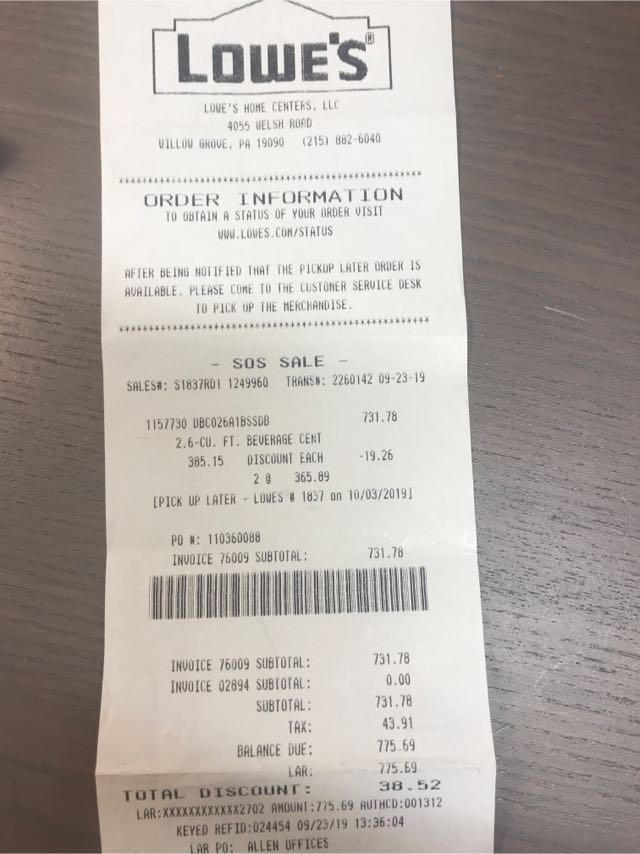 LOWE'S®
LOWE'S HOME CENTERS, LLC
4055 WELSH ROAD
WILLOW GROVE, PA 19090 (215) 882-6040
ORDER INFORMATION
TO OBTAIN A STATUS OF YOUR ORDER VISIT
WWW.LOWES.COM/STATUS
AFTER BEING NOTIFIED THAT THE PICKUP LATER ORDER IS
AVAILABLE. PLEASE COME TO THE CUSTOMER SERVICE DESK
TO PICK UP THE MERCHANDISE.
- SOS SALE -
SALES#: S1837RD1 1249960 TRANS#: 2260142 09-23-19
1157730 DBC026A1BSSDB 731.78
2.6-CU. FT. BEVERAGE CENT
385.15 DISCOUNT EACH -19.26
2 @ 365.89
[PICK UP LATER - LOWES # 1837 on 10/03/2019]
PO #: 110360088
INVOICE 76009 SUBTOTAL: 731.78
INVOICE 76009 SUBTOTAL: 731.78
INVOICE 02894 SUBTOTAL: 0.00
SUBTOTAL: 731.78
TAX: 43.91
BALANCE DUE: 775.69
LAR: 775.69
TOTAL DISCOUNT: 38.52
LAR:XXXXXXXXXXXX2702 AMOUNT:775.69 AUTHCD:001312
KEYED REFID:024454 09/23/19 13:36:04
LAR PO: ALLEN OFFICES